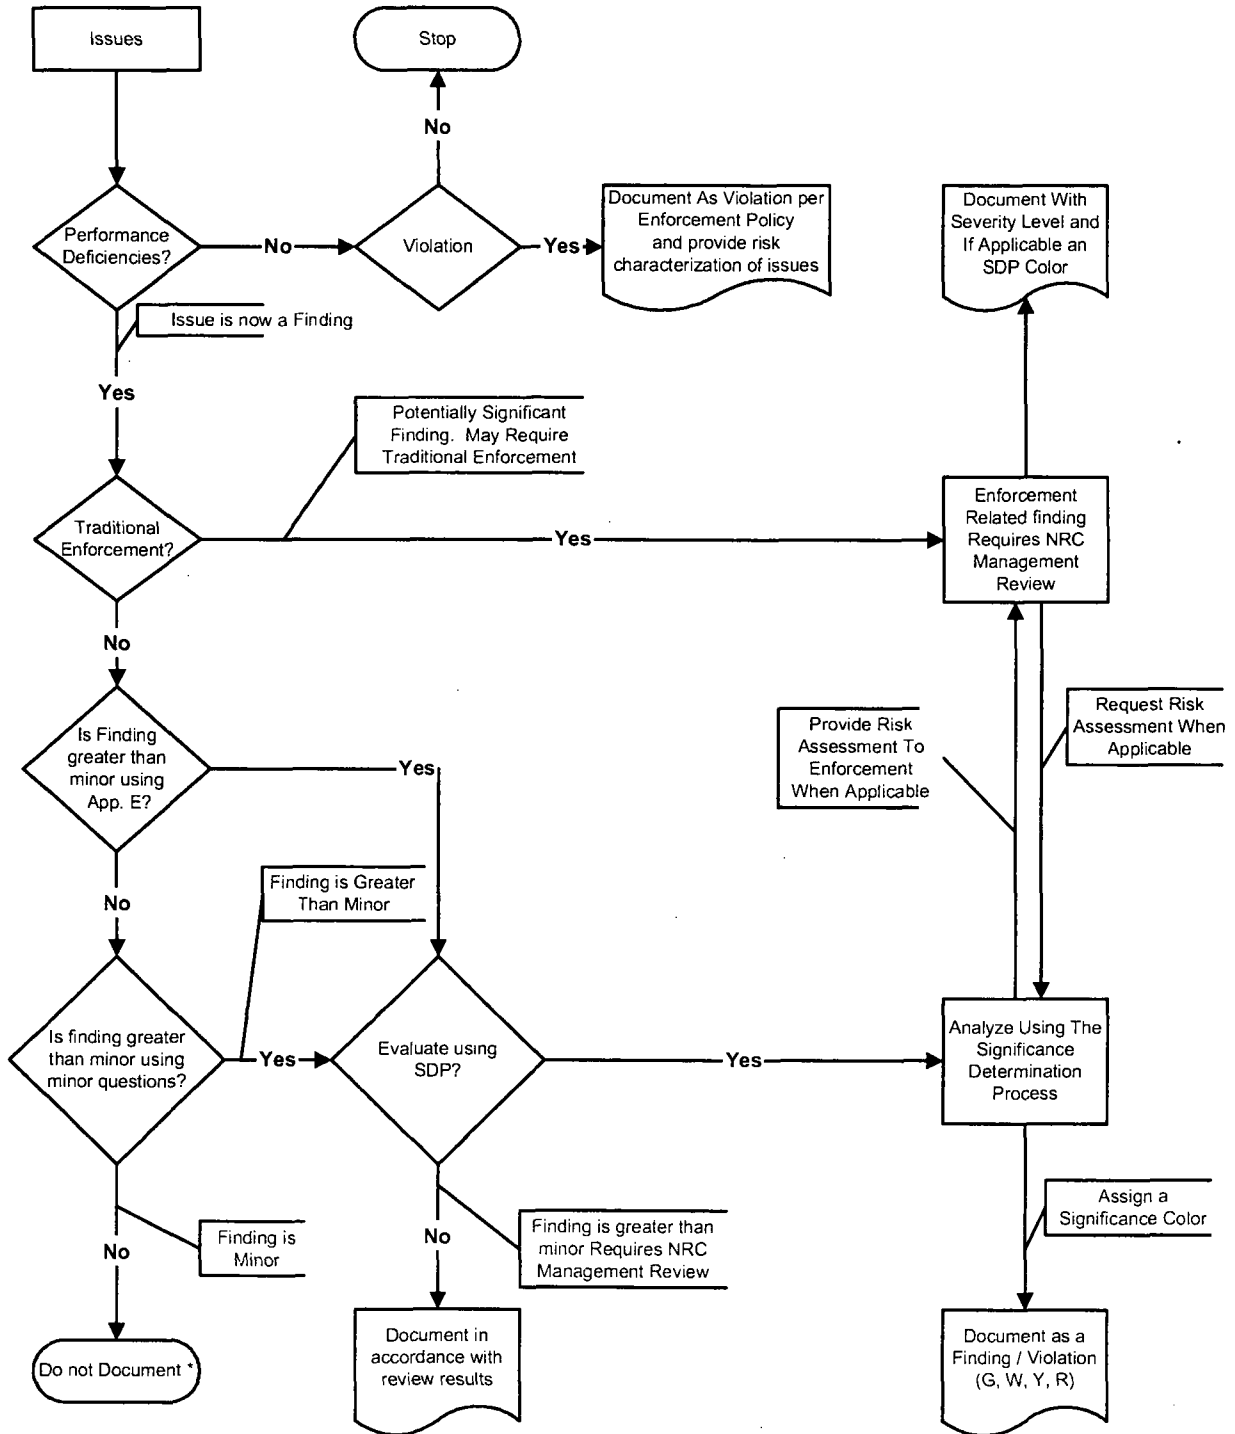 Issues
Stop
No
Performance
Deficiencies?
No
Violation
Yes
Document As Violation per
Enforcement Policy
and provide risk
characterization of issues
Document With
Severity Level and
If Applicable an
SDP Color
Issue is now a Finding
Yes
Potentially Significant
Finding. May Require
Traditional Enforcement
Traditional
Enforcement?
Yes
Enforcement
Related finding
Requires NRC
Management
Review
No
Is Finding
greater than
minor using
App. E?
Yes
Provide Risk
Assessment To
Enforcement
When Applicable
Request Risk
Assessment When
Applicable
No
Finding is Greater
Than Minor
Is finding greater
than minor using
minor questions?
Yes
Evaluate using
SDP?
Yes
Analyze Using The
Significance
Determination
Process
No
Finding is
Minor
No
Finding is greater than
minor Requires NRC
Management Review
Assign a
Significance Color
Do not Document *
Document in
accordance with
review results
Document as a
Finding / Violation
(G, W, Y, R)